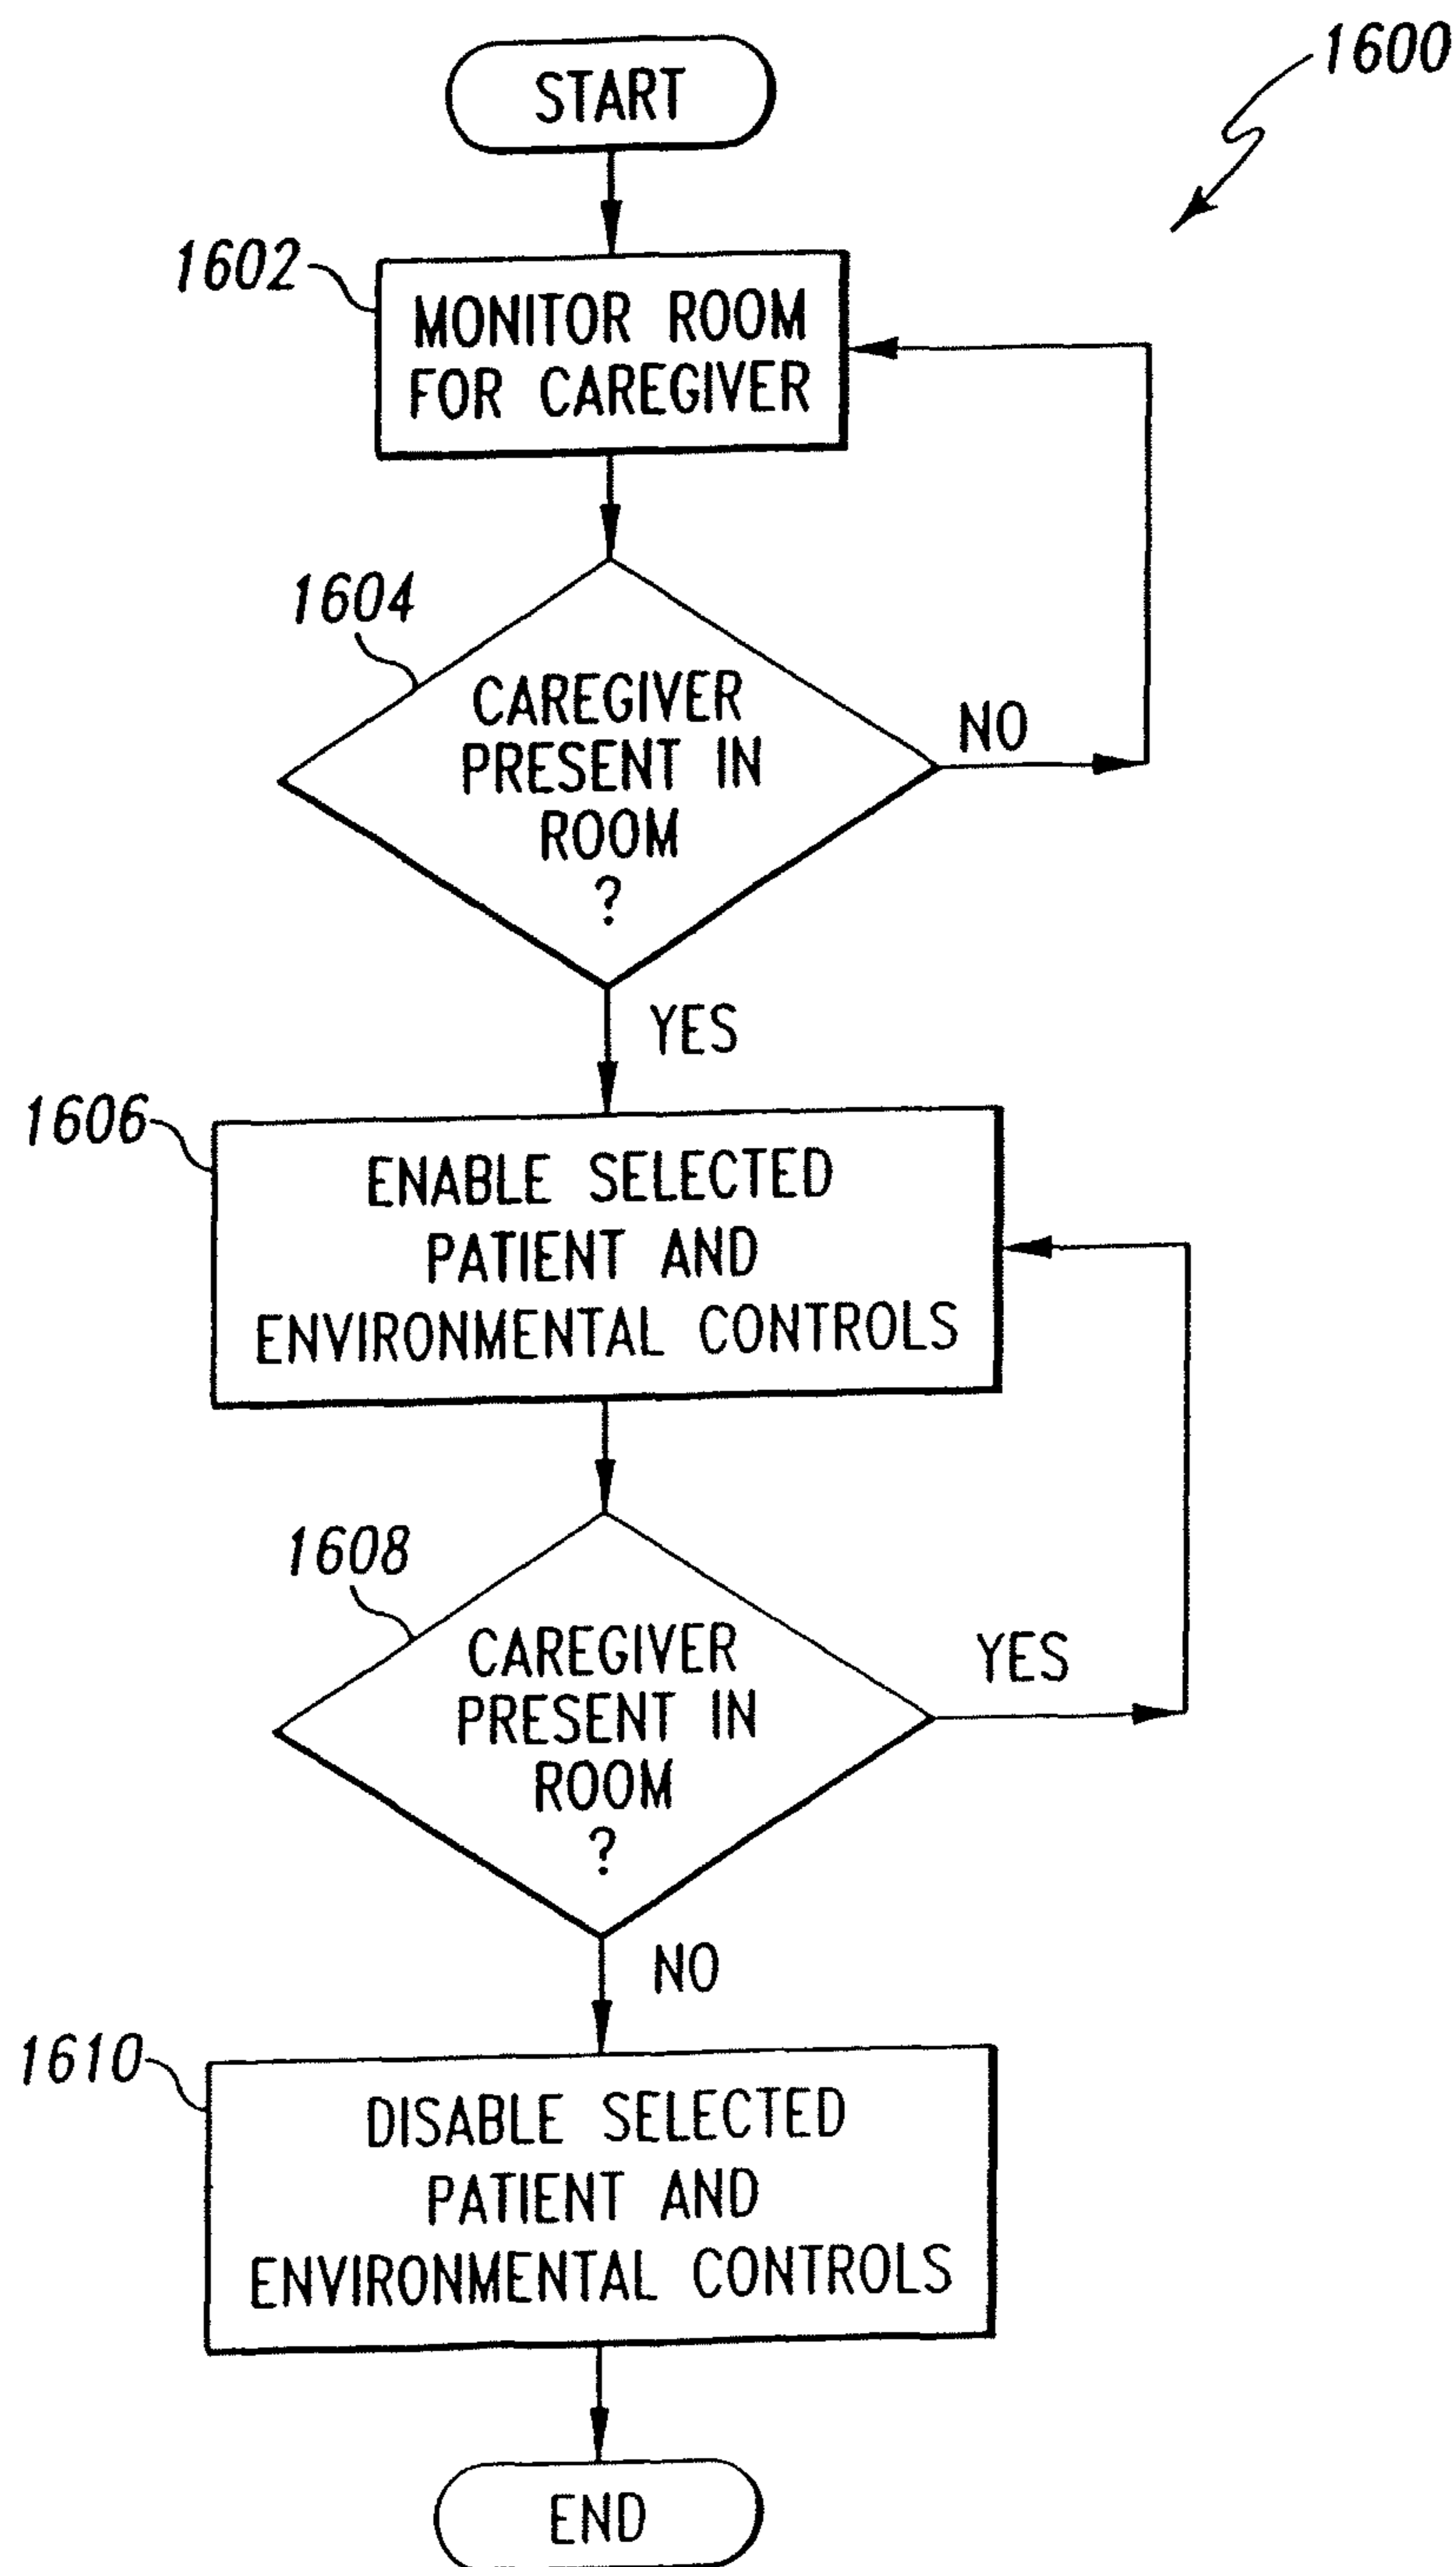 1600
START
1602
MONITOR ROOM
FOR CAREGIVER
1604
CAREGIVER
PRESENT IN
ROOM
?
NO
YES
1606
ENABLE SELECTED
PATIENT AND
ENVIRONMENTAL CONTROLS
1608
CAREGIVER
PRESENT IN
ROOM
?
YES
NO
1610
DISABLE SELECTED
PATIENT AND
ENVIRONMENTAL CONTROLS
END